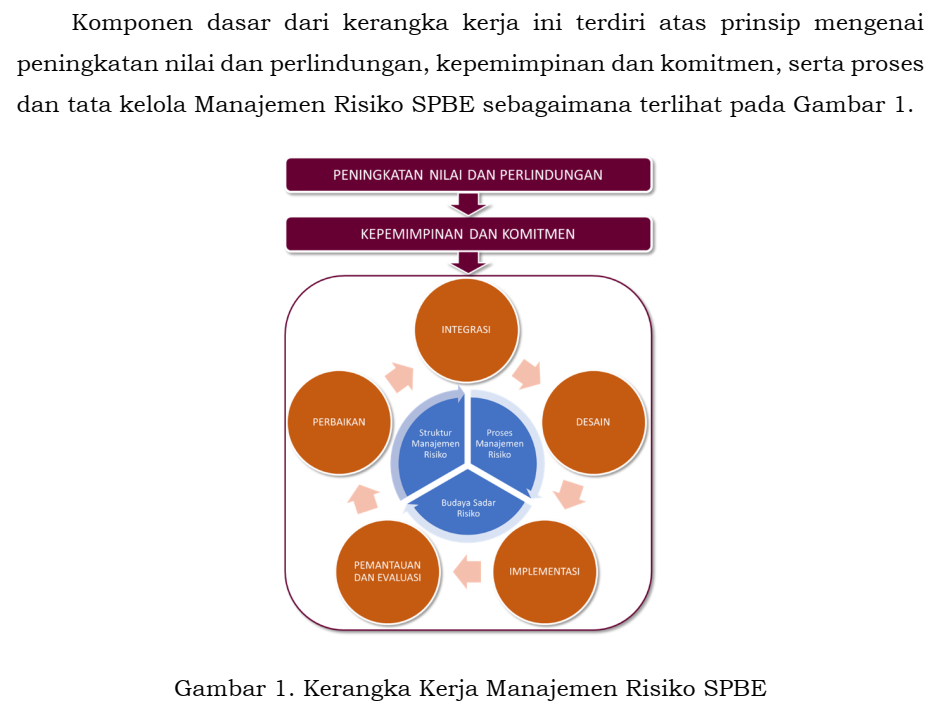 Komponen dasar dari kerangka kerja ini terdiri atas prinsip mengenai
peningkatan nilai dan perlindungan, kepemimpinan dan komitmen, serta proses
dan tata kelola Manajemen Risiko SPBE sebagaimana terlihat pada Gambar 1.
PENINGKATAN NILAI DAN PERLINDUNGAN
KEPEMIMPINAN DAN KOMITMEN
INTEGRASI
DESAIN
IMPLEMENTASI
PEMANTAUAN
DAN EVALUASI
PERBAIKAN
Struktur
Manajemen
Risiko
Proses
Manajemen
Risiko
Budaya Sadar
Risiko
Gambar 1. Kerangka Kerja Manajemen Risiko SPBE